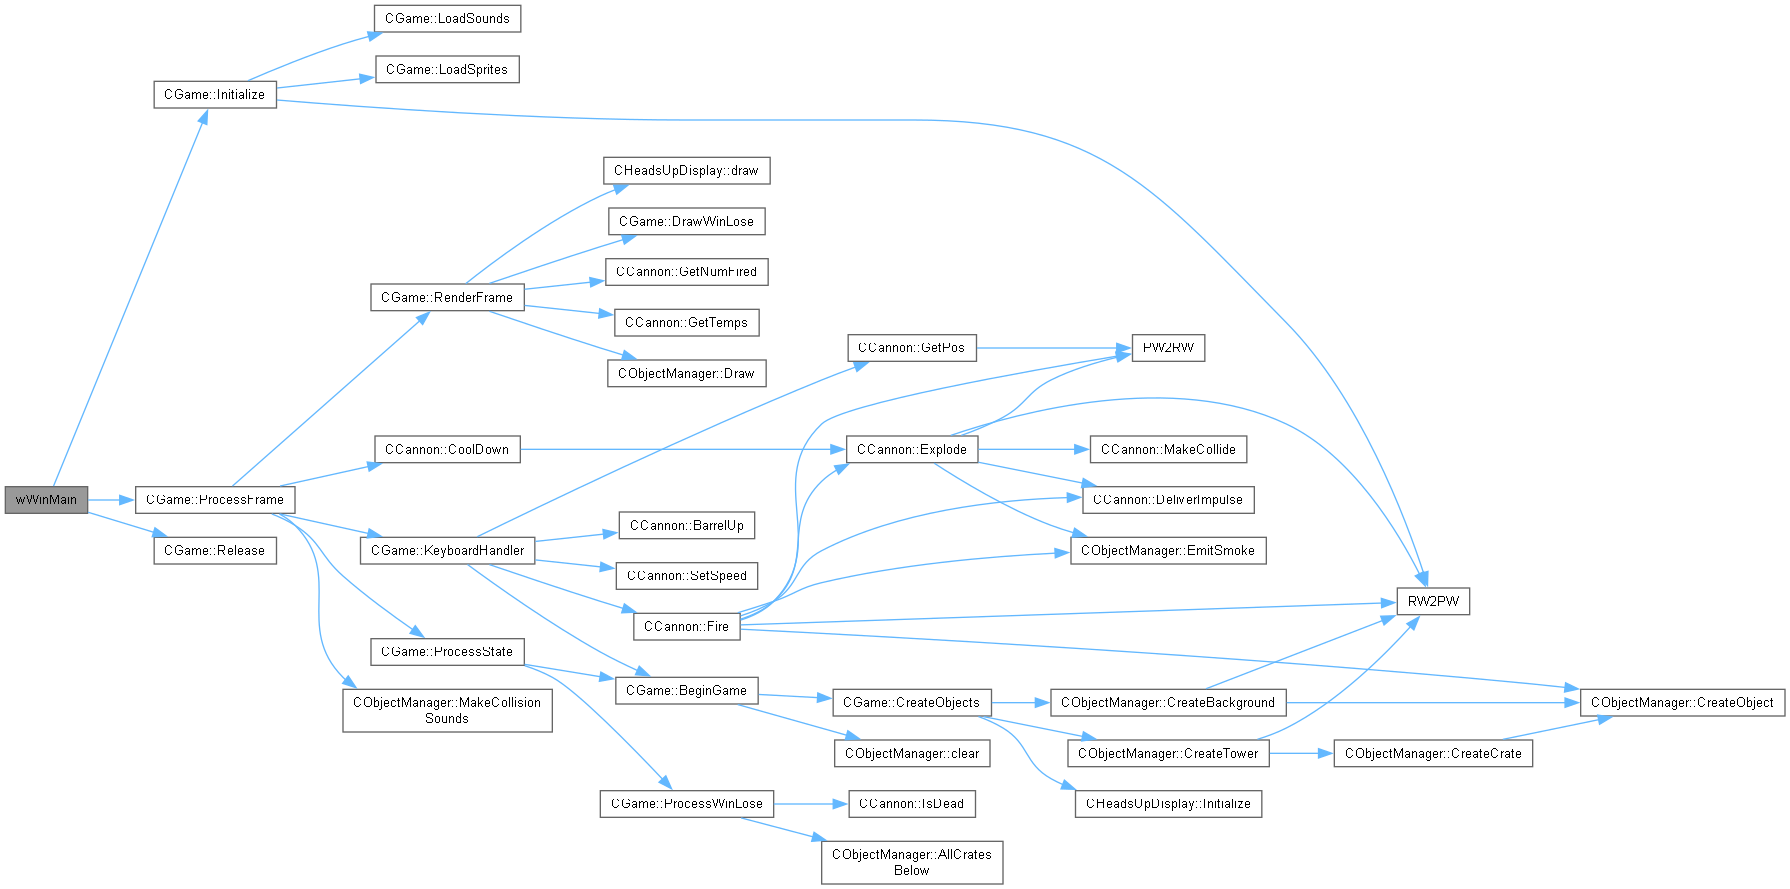 CGame::LoadSounds
CGame::LoadSprites
CGame::Initialize
CHeadsUpDisplay::draw
CGame::DrawWinLose
CCannon::GetNumFired
CGame::RenderFrame
CCannon::GetTemps
CObjectManager::Draw
CCannon::GetPos
PW2RW
CCannon::CoolDown
CCannon::Explode
CCannon::MakeCollide
wWinMain
CGame::ProcessFrame
CCannon::DeliverImpulse
CCannon::BarrelUp
CGame::Release
CGame::KeyboardHandler
CObjectManager::EmitSmoke
CCannon::SetSpeed
RW2PW
CCannon::Fire
CGame::ProcessState
CGame::BeginGame
CObjectManager::MakeCollision
Sounds
CGame::CreateObjects
CObjectManager::CreateBackground
CObjectManager::CreateObject
CObjectManager::clear
CObjectManager::CreateTower
CObjectManager::CreateCrate
CGame::ProcessWinLose
CCannon::IsDead
CHeadsUpDisplay::Initialize
CObjectManager::AllCrates
Below